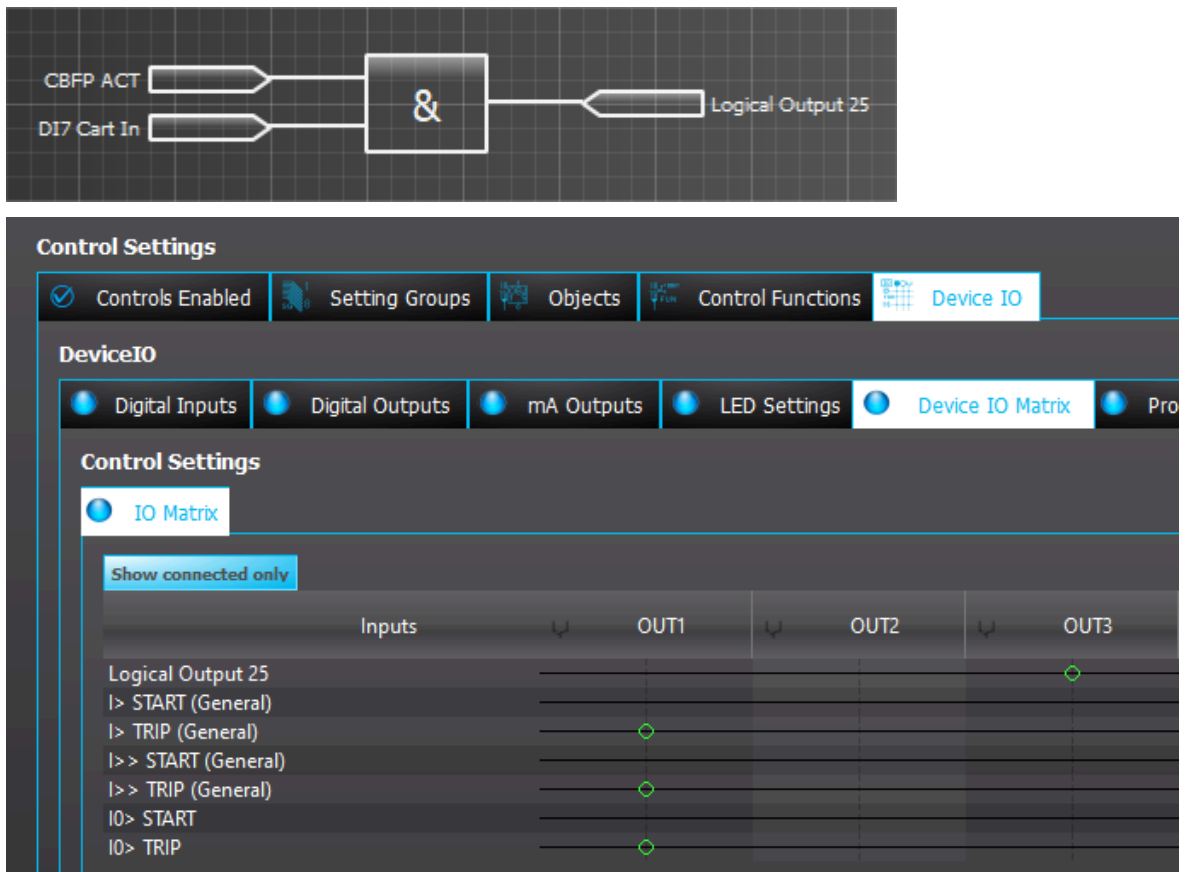 CBFP ACT
&
Logical Output 25
DI7 Cart In
Control Settings
Controls Enabled Setting Groups Objects Control Functions Device IO
DeviceIO
Digital Inputs Digital Outputs mA Outputs LED Settings Device IO Matrix Pro
Control Settings
IO Matrix
Show connected only
Inputs OUT1 OUT2 OUT3
Logical Output 25
I> START (General)
I> TRIP (General)
I>> START (General)
I>> TRIP (General)
I0> START
I0> TRIP